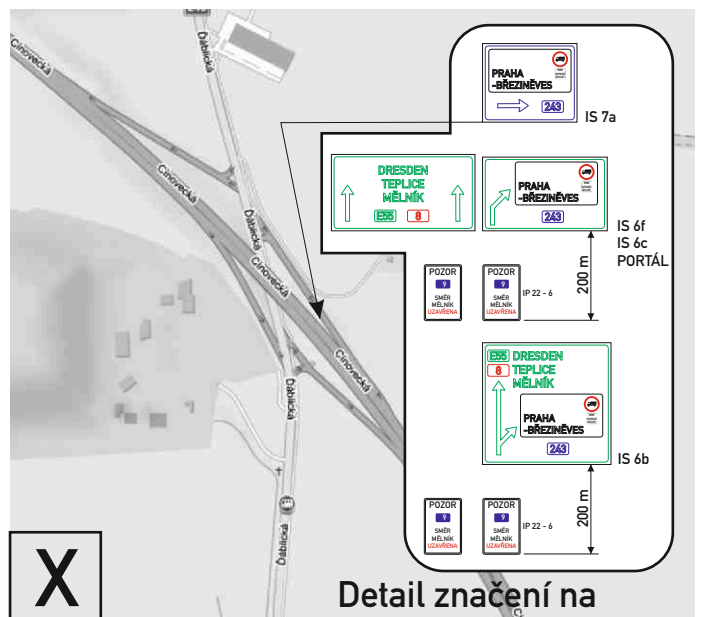 Ďáblická
Cínovecká
Cínovecká
Ďáblická
Cínovecká
Cínovecká
Ďáblická
Ďáblická
PRAHA
-BŘEZINĚVES
243
IS 7a
DRESDEN
TEPLICE
MĚLNÍK
E55 8
PRAHA
-BŘEZINĚVES
243
IS 6f
IS 6c
PORTÁL
200 m
POZOR
9
SMĚR
MĚLNÍK
UZAVŘENA
POZOR
9
SMĚR
MĚLNÍK
UZAVŘENA
IP 22 - 6
E55 DRESDEN
8 TEPLICE
MĚLNÍK
PRAHA
-BŘEZINĚVES
243
IS 6b
200 m
POZOR
9
SMĚR
MĚLNÍK
UZAVŘENA
POZOR
9
SMĚR
MĚLNÍK
UZAVŘENA
IP 22 - 6
X
Detail značení na